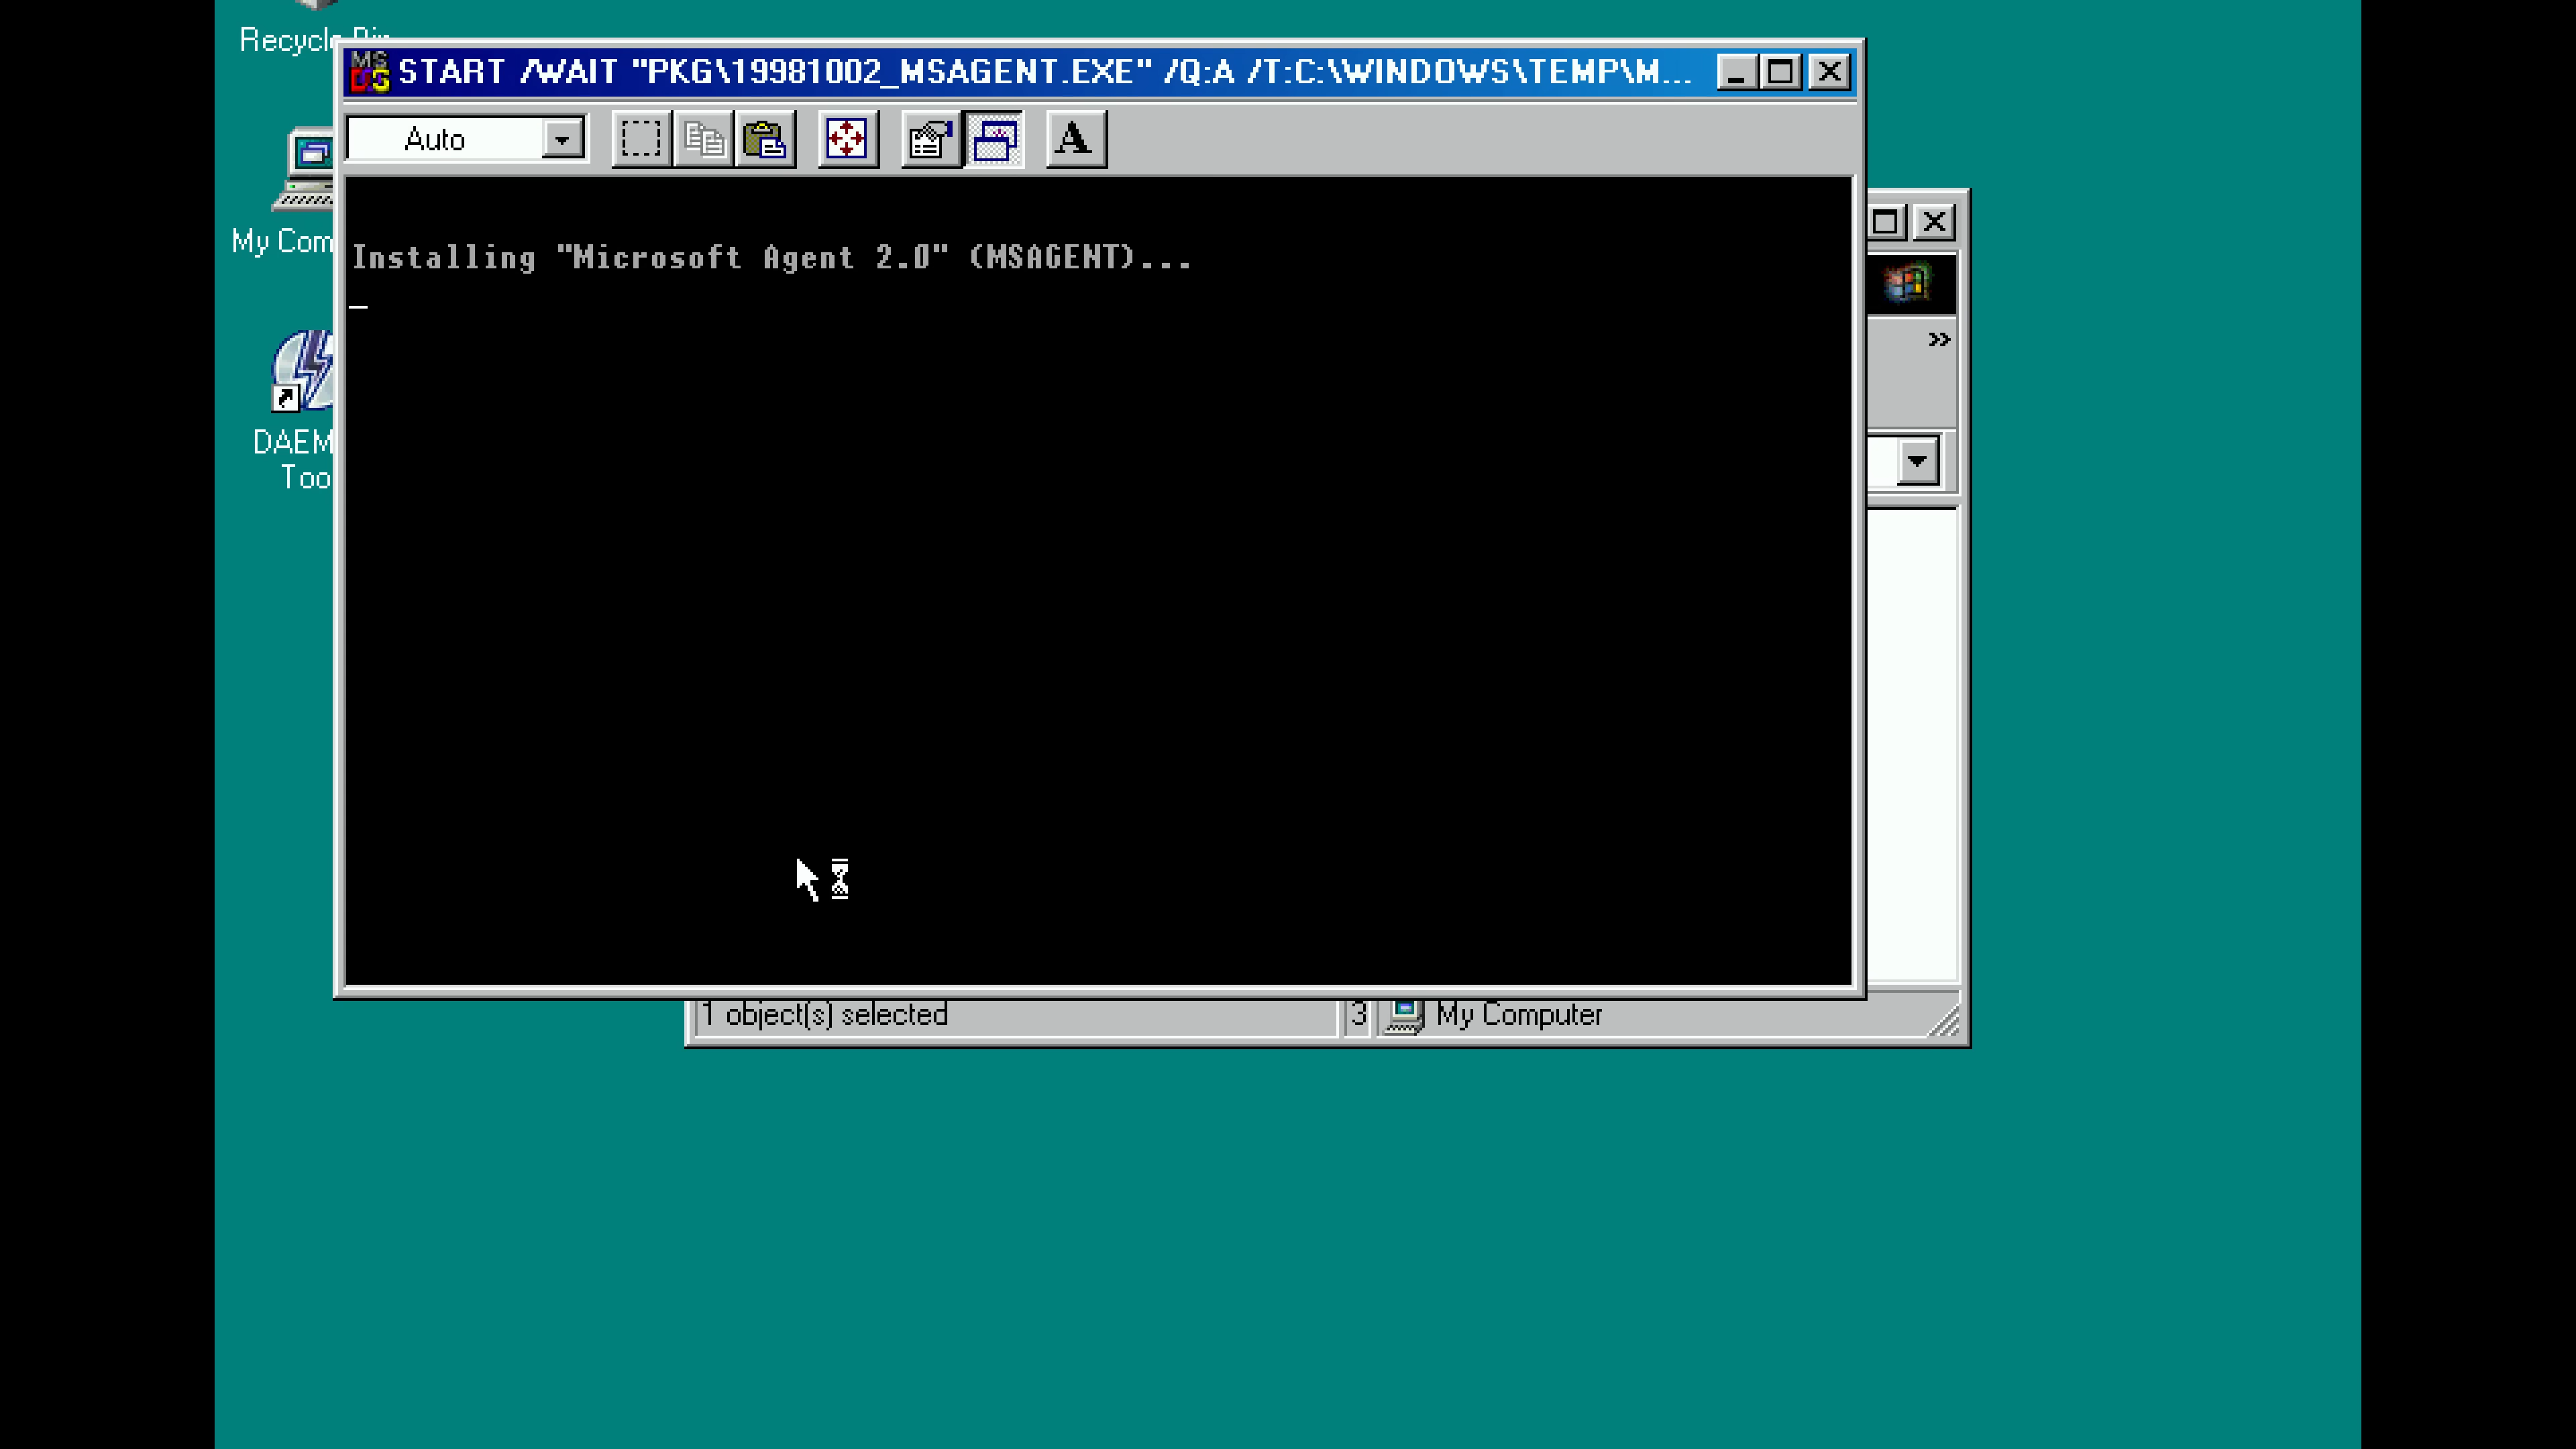 Recycle Bin
START /WAIT "PKG\19981002_MSAGENT.EXE" /Q:A /T:C:\WINDOWS\TEMP\M...
Auto
A
My Com
Installing "Microsoft Agent 2.0" (MSAGENT)...
DAEM
Too
1 object(s) selected
3
My Computer